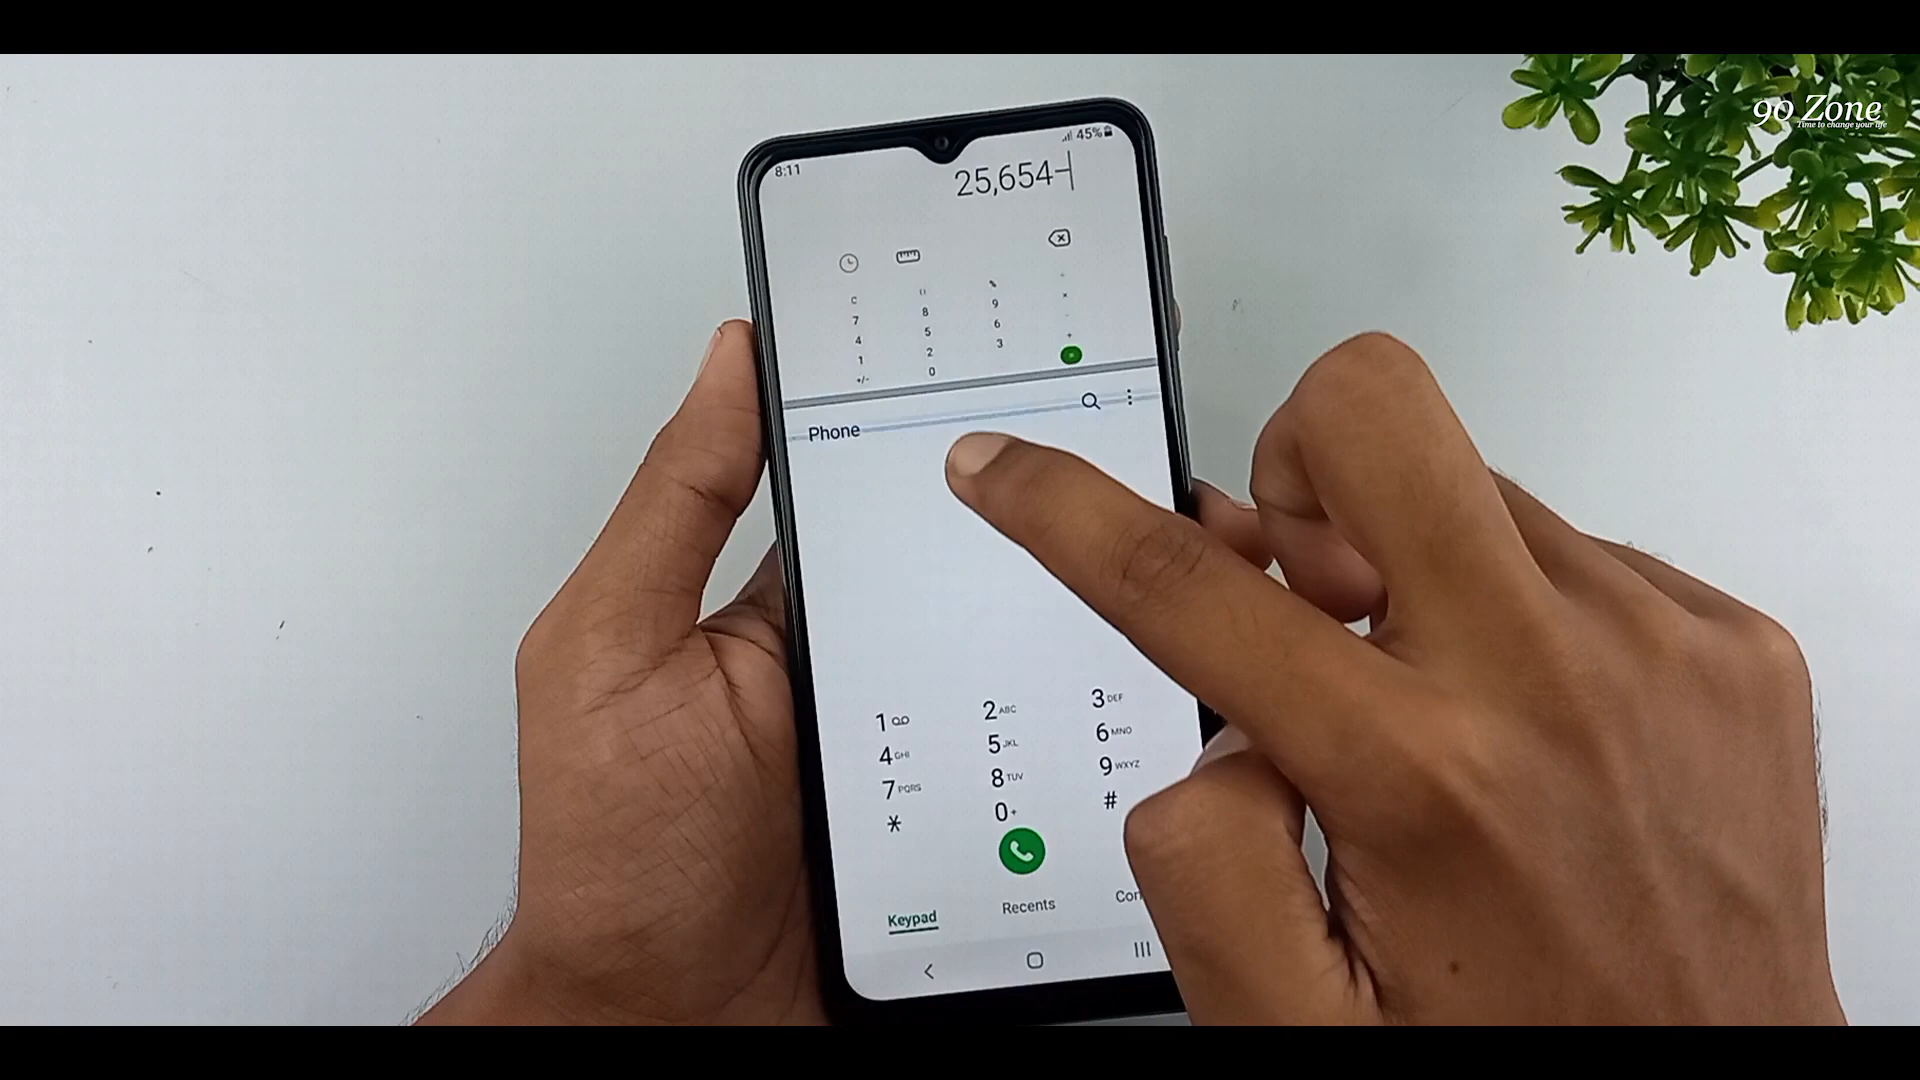 90 Zone
Time to change your life
8:11
45%
25,654-
C () % ÷
7 8 9 ×
4 5 6 -
1 2 3 +
+/- 0
Phone
1 2 ABC 3 DEF
4 GHI 5 JKL 6 MNO
7 PQRS 8 TUV 9 WXYZ
* 0+ #
Keypad Recents Con